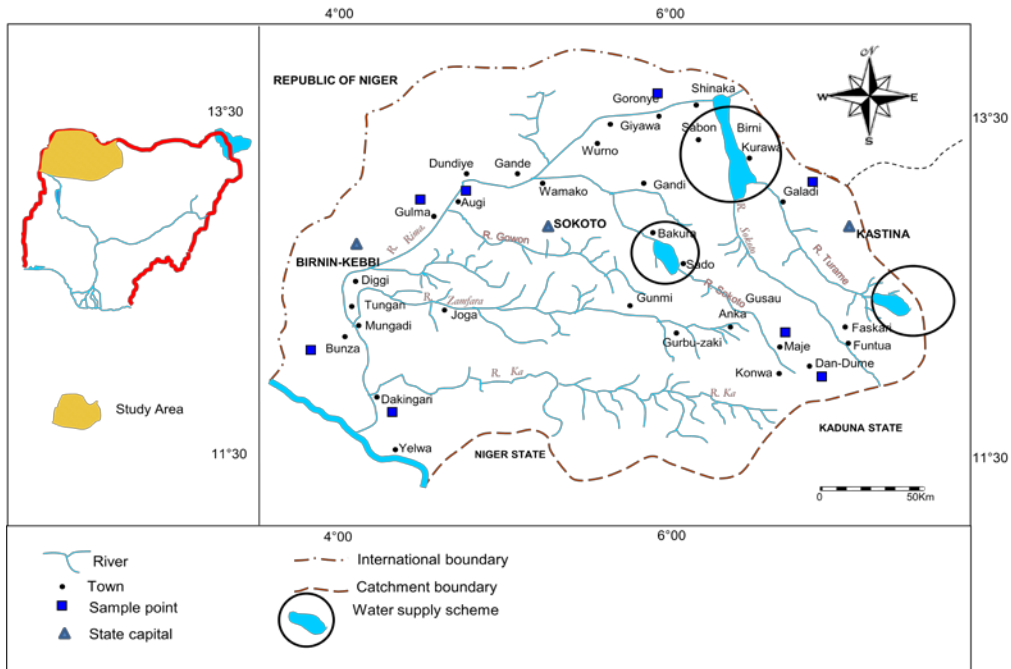 4°00
6°00
REPUBLIC OF NIGER
N
W
E
S
13°30
13°30
Shinaka
Goronye
Giyawa
Sabon
Birni
Wurno
Kurawa
Dundiye
Gande
Wamako
Gandi
Galadi
Augi
Gulma
R. Rima
R. Gowon
SOKOTO
Bakura
R
Sokoto
KASTINA
BIRNIN-KEBBI
Sado
R. Turame
Diggi
R. Sokoto
Tungan
R. Zamfara
Joga
Gunmi
Gusau
Anka
Mungadi
Bunza
Gurbu-zaki
Maje
Faskari
Funtua
Konwa
Dan-Dume
R. Ka
R. Ka
Dakingari
Study Area
KADUNA STATE
Yelwa
NIGER STATE
11°30
11°30
0
50Km
4°00
6°00
River
Town
Sample point
State capital
International boundary
Catchment boundary
Water supply scheme